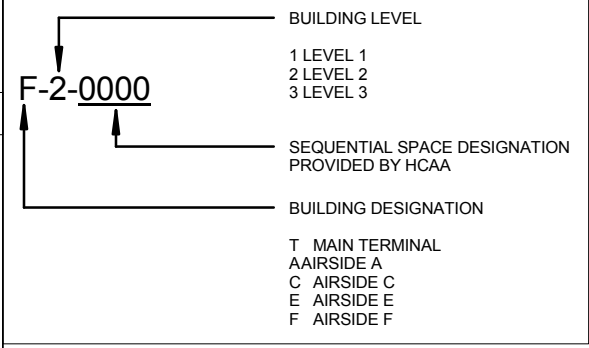 BUILDING LEVEL
1 LEVEL 1
2 LEVEL 2
3 LEVEL 3
F-2-0000
SEQUENTIAL SPACE DESIGNATION
PROVIDED BY HCAA
BUILDING DESIGNATION
T MAIN TERMINAL
AAIRSIDE A
C AIRSIDE C
E AIRSIDE E
F AIRSIDE F